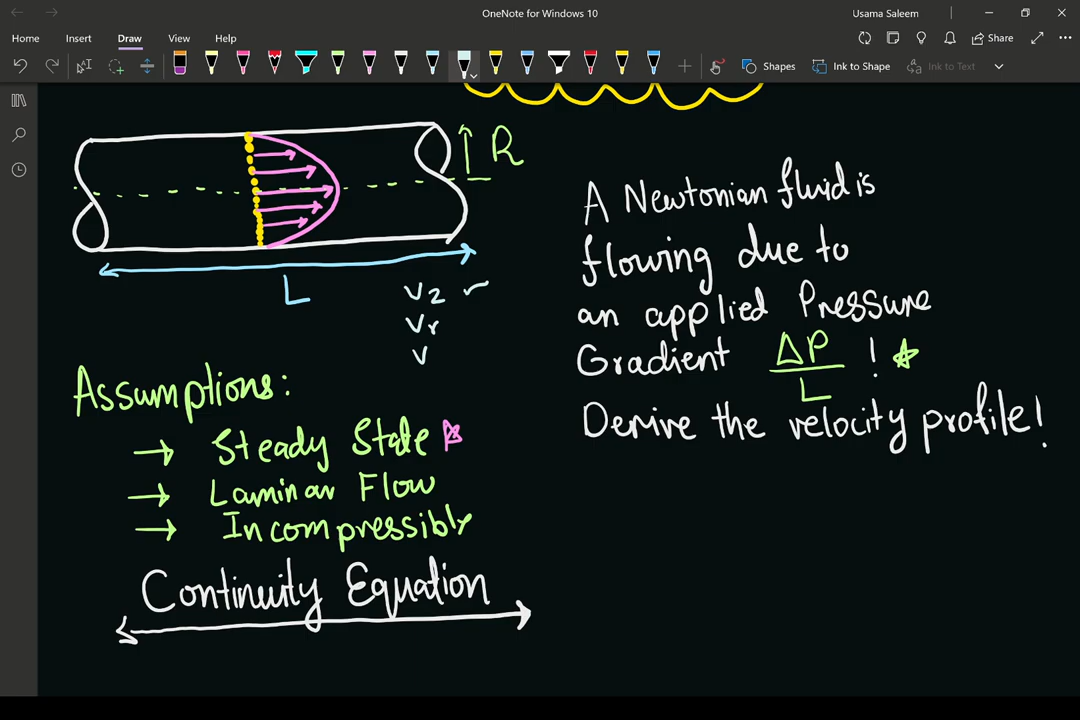 OneNote for Windows 10
Usama Saleem
Home Insert Draw View Help
Share
Shapes
Ink to Shape
Ink to Text
R
L
Vz
Vr
V
A Newtonian fluid is
flowing due to
an applied Pressure
Gradient ΔP/L !
Derive the velocity profile!
Assumptions:
→ Steady State
→ Laminar Flow
→ Incompressible
Continuity Equation